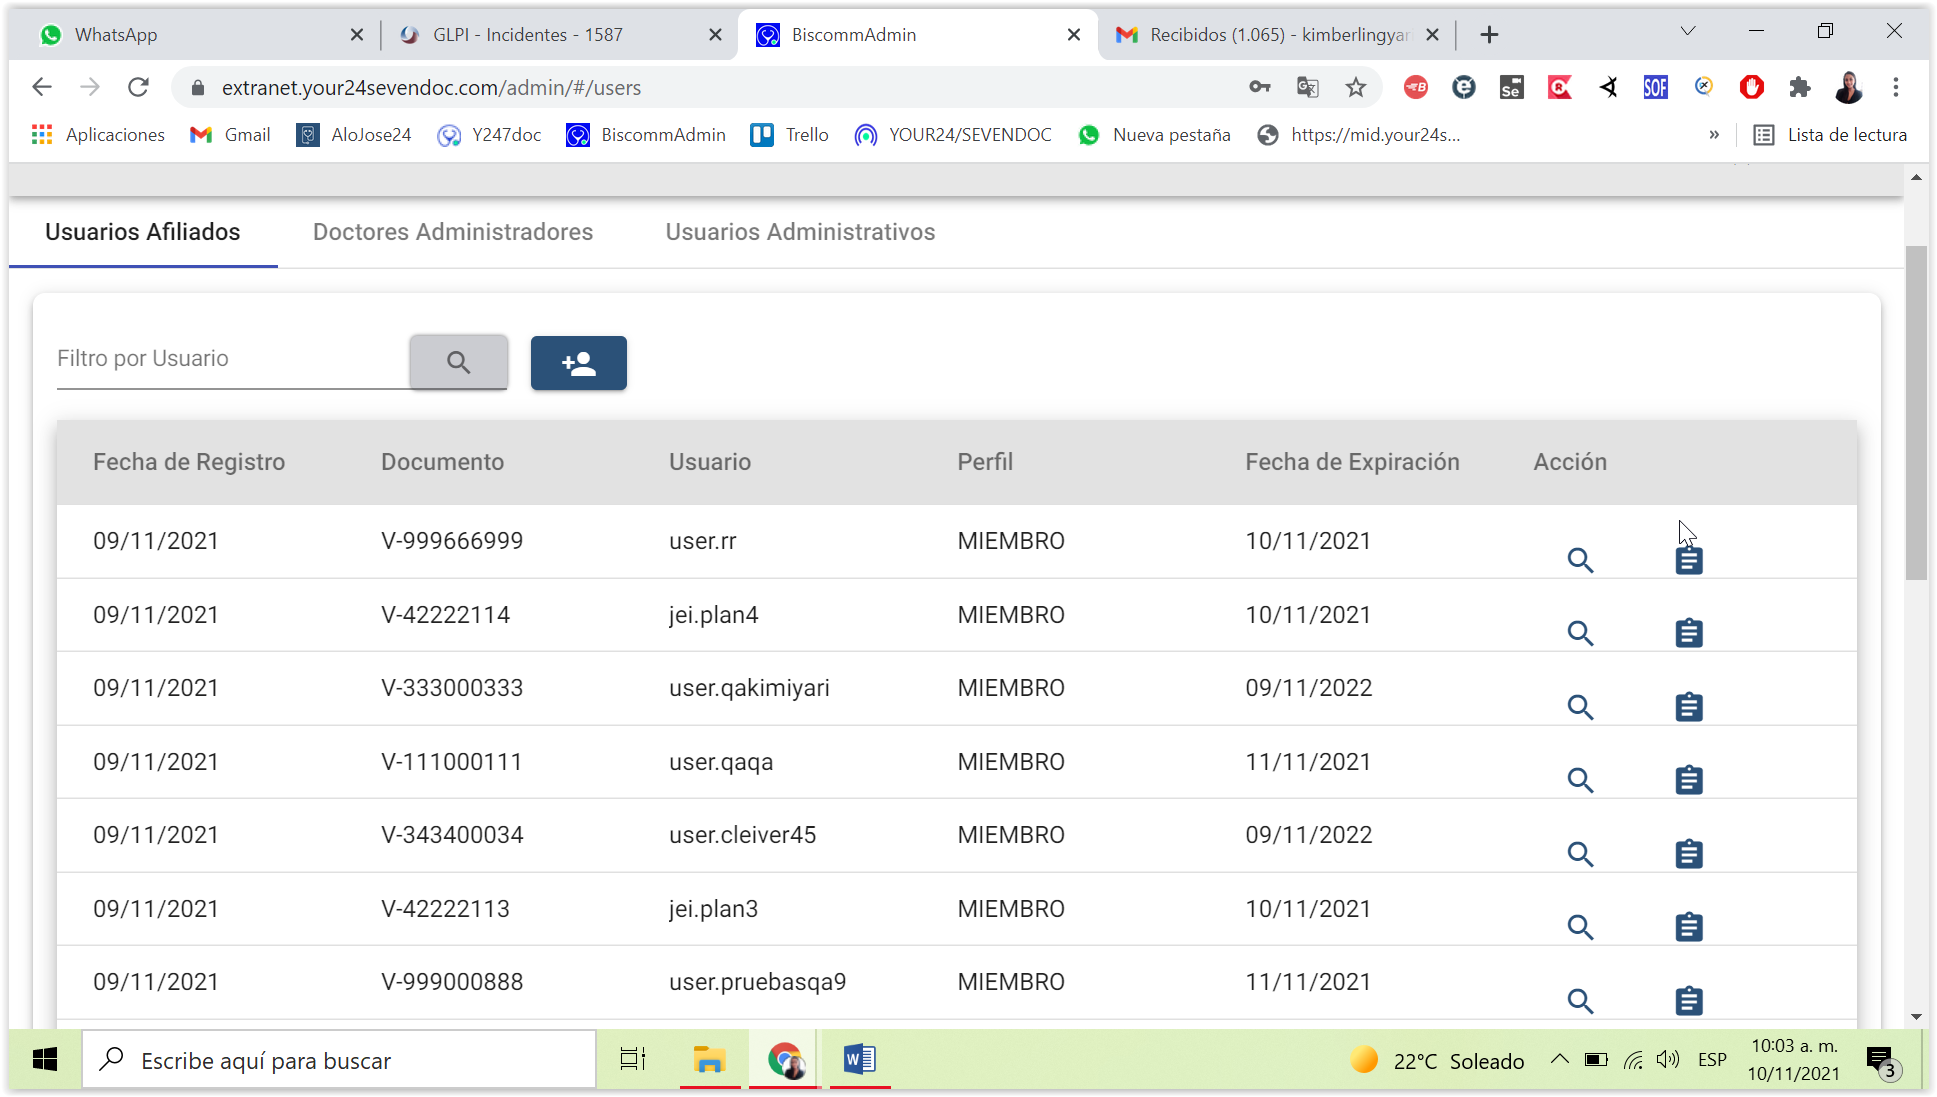 WhatsApp
GLPI - Incidentes - 1587
BiscommAdmin
Recibidos (1.065) - kimberlingyar
extranet.your24sevendoc.com/admin/#/users
Se
SOF
Aplicaciones
Gmail
AloJose24
Y247doc
BiscommAdmin
Trello
YOUR24/SEVENDOC
Nueva pestaña
https://mid.your24s...
»
Lista de lectura
Usuarios Afiliados
Doctores Administradores
Usuarios Administrativos
Filtro por Usuario
Fecha de Registro Documento Usuario Perfil Fecha de Expiración Acción
09/11/2021 V-999666999 user.rr MIEMBRO 10/11/2021
09/11/2021 V-42222114 jei.plan4 MIEMBRO 10/11/2021
09/11/2021 V-333000333 user.qakimiyari MIEMBRO 09/11/2022
09/11/2021 V-111000111 user.qaqa MIEMBRO 11/11/2021
09/11/2021 V-343400034 user.cleiver45 MIEMBRO 09/11/2022
09/11/2021 V-42222113 jei.plan3 MIEMBRO 10/11/2021
09/11/2021 V-999000888 user.pruebasqa9 MIEMBRO 11/11/2021
Escribe aquí para buscar
22°C Soleado
ESP
10:03 a. m.
10/11/2021
3